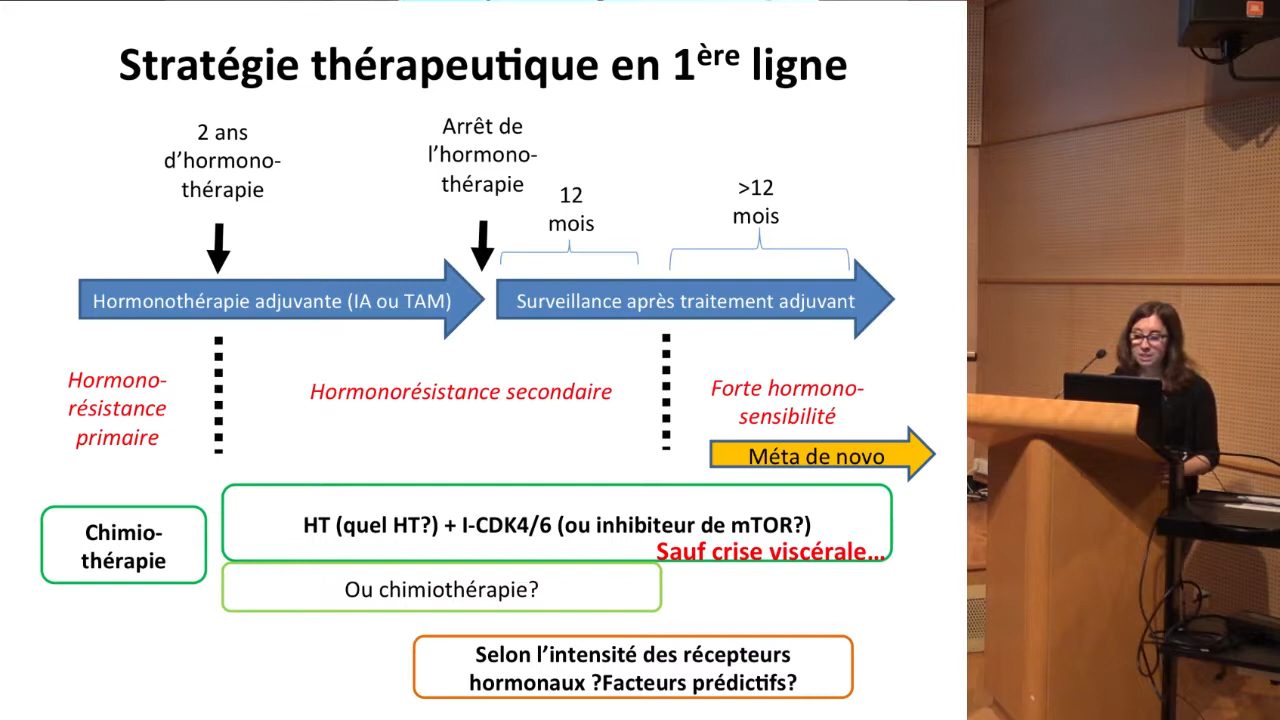 Stratégie thérapeutique en 1ère ligne
2 ans
d'hormono-
thérapie
Arrêt de
l'hormono-
thérapie
12
mois
>12
mois
Hormonothérapie adjuvante (IA ou TAM)
Surveillance après traitement adjuvant
Hormono-
résistance
primaire
Hormonorésistance secondaire
Forte hormono-
sensibilité
Méta de novo
Chimio-
thérapie
HT (quel HT?) + I-CDK4/6 (ou inhibiteur de mTOR?)
Sauf crise viscérale...
Ou chimiothérapie?
Selon l'intensité des récepteurs
hormonaux ?Facteurs prédictifs?
JBL